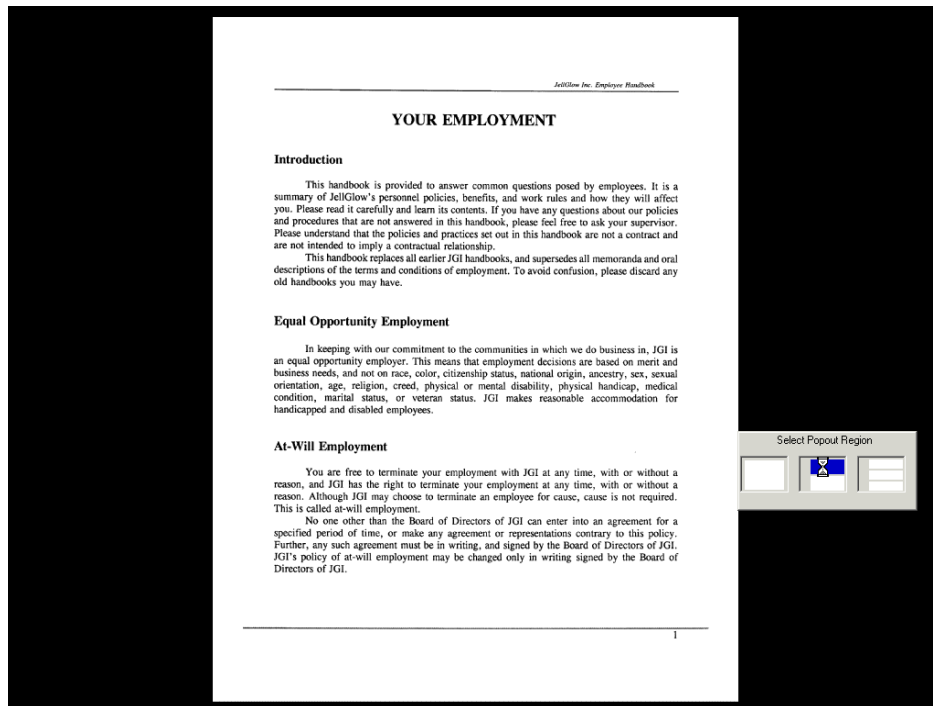 JellGlow Inc. Employee Handbook
YOUR EMPLOYMENT
Introduction
This handbook is provided to answer common questions posed by employees. It is a
summary of JellGlow's personnel policies, benefits, and work rules and how they will affect
you. Please read it carefully and learn its contents. If you have any questions about our policies
and procedures that are not answered in this handbook, please feel free to ask your supervisor.
Please understand that the policies and practices set out in this handbook are not a contract and
are not intended to imply a contractual relationship.
This handbook replaces all earlier JGI handbooks, and supersedes all memoranda and oral
descriptions of the terms and conditions of employment. To avoid confusion, please discard any
old handbooks you may have.
Equal Opportunity Employment
In keeping with our commitment to the communities in which we do business in, JGI is
an equal opportunity employer. This means that employment decisions are based on merit and
business needs, and not on race, color, citizenship status, national origin, ancestry, sex, sexual
orientation, age, religion, creed, physical or mental disability, physical handicap, medical
condition, marital status, or veteran status. JGI makes reasonable accommodation for
handicapped and disabled employees.
At-Will Employment
Select Popout Region
You are free to terminate your employment with JGI at any time, with or without a
reason, and JGI has the right to terminate your employment at any time, with or without a
reason. Although JGI may choose to terminate an employee for cause, cause is not required.
This is called at-will employment.
No one other than the Board of Directors of JGI can enter into an agreement for a
specified period of time, or make any agreement or representations contrary to this policy.
Further, any such agreement must be in writing, and signed by the Board of Directors of JGI.
JGI's policy of at-will employment may be changed only in writing signed by the Board of
Directors of JGI.
1